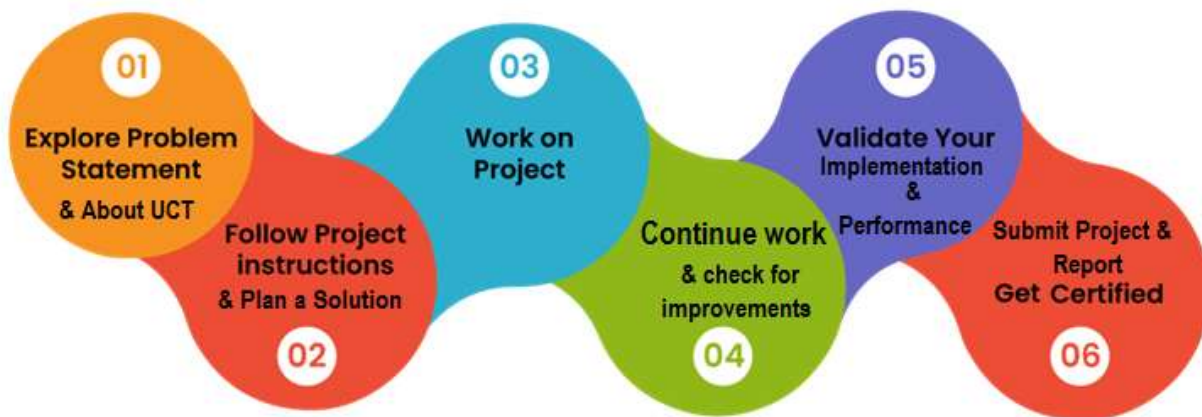 01
Explore Problem
Statement
& About UCT
Follow Project
instructions
& Plan a Solution
02
03
Work on
Project
Continue work
& check for
improvements
04
05
Validate Your
Implementation
&
Performance
Submit Project &
Report
Get Certified
06